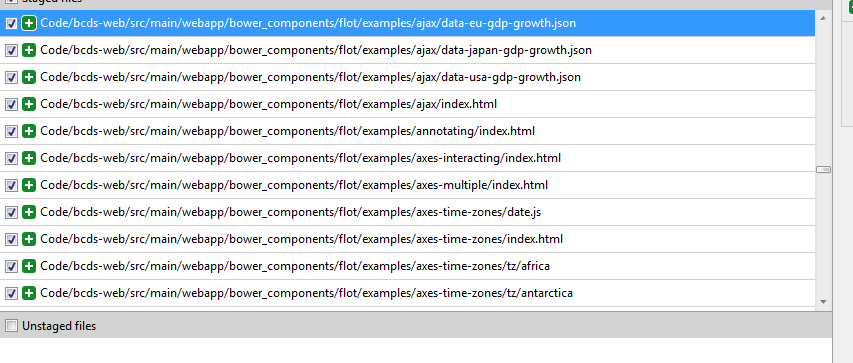 Staged files
Code/bcds-web/src/main/webapp/bower_components/flot/examples/ajax/data-eu-gdp-growth.json
Code/bcds-web/src/main/webapp/bower_components/flot/examples/ajax/data-japan-gdp-growth.json
Code/bcds-web/src/main/webapp/bower_components/flot/examples/ajax/data-usa-gdp-growth.json
Code/bcds-web/src/main/webapp/bower_components/flot/examples/ajax/index.html
Code/bcds-web/src/main/webapp/bower_components/flot/examples/annotating/index.html
Code/bcds-web/src/main/webapp/bower_components/flot/examples/axes-interacting/index.html
Code/bcds-web/src/main/webapp/bower_components/flot/examples/axes-multiple/index.html
Code/bcds-web/src/main/webapp/bower_components/flot/examples/axes-time-zones/date.js
Code/bcds-web/src/main/webapp/bower_components/flot/examples/axes-time-zones/index.html
Code/bcds-web/src/main/webapp/bower_components/flot/examples/axes-time-zones/tz/africa
Code/bcds-web/src/main/webapp/bower_components/flot/examples/axes-time-zones/tz/antarctica
Unstaged files